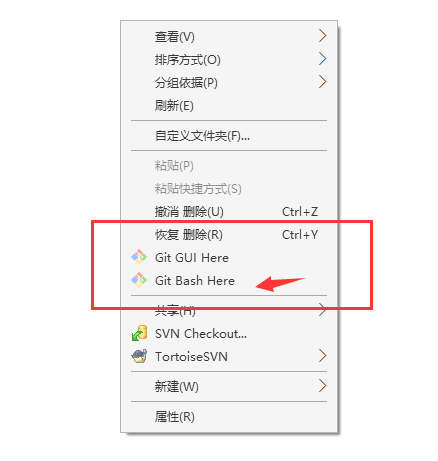 查看(V)
排序方式(O)
分组依据(P)
刷新(E)
自定义文件夹(F)...
粘贴(P)
粘贴快捷方式(S)
撤消 删除(U) Ctrl+Z
恢复 删除(R) Ctrl+Y
Git GUI Here
Git Bash Here
共享(H)
SVN Checkout...
TortoiseSVN
新建(W)
属性(R)